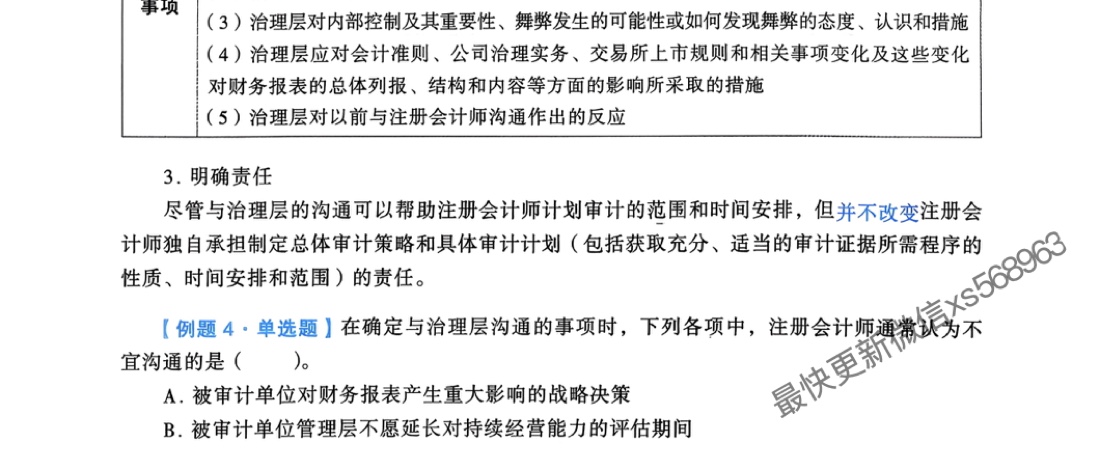 事项
(3)治理层对内部控制及其重要性、舞弊发生的可能性或如何发现舞弊的态度、认识和措施
(4)治理层应对会计准则、公司治理实务、交易所上市规则和相关事项变化及这些变化
对财务报表的总体列报、结构和内容等方面的影响所采取的措施
(5)治理层对以前与注册会计师沟通作出的反应
3. 明确责任
尽管与治理层的沟通可以帮助注册会计师计划审计的范围和时间安排，但并不改变注册会
计师独自承担制定总体审计策略和具体审计计划（包括获取充分、适当的审计证据所需程序的
性质、时间安排和范围）的责任。
【例题 4·单选题】在确定与治理层沟通的事项时，下列各项中，注册会计师通常认为不
宜沟通的是（　　）。
A. 被审计单位对财务报表产生重大影响的战略决策
B. 被审计单位管理层不愿延长对持续经营能力的评估期间
最快更新微信xs568963